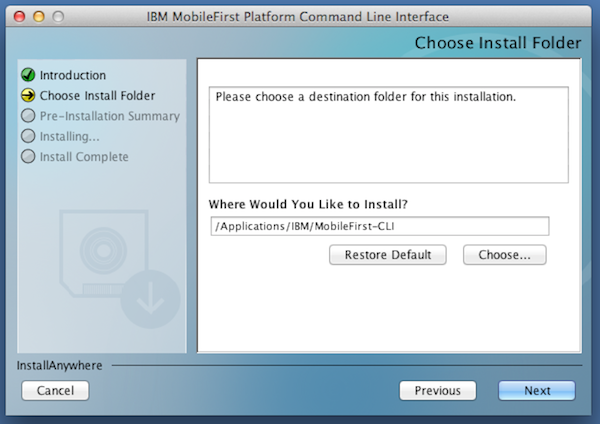 IBM MobileFirst Platform Command Line Interface
Choose Install Folder
Introduction
Choose Install Folder
Pre-Installation Summary
Installing...
Install Complete
Please choose a destination folder for this installation.
Where Would You Like to Install?
/Applications/IBM/MobileFirst-CLI
Restore Default
Choose...
InstallAnywhere
Cancel
Previous
Next